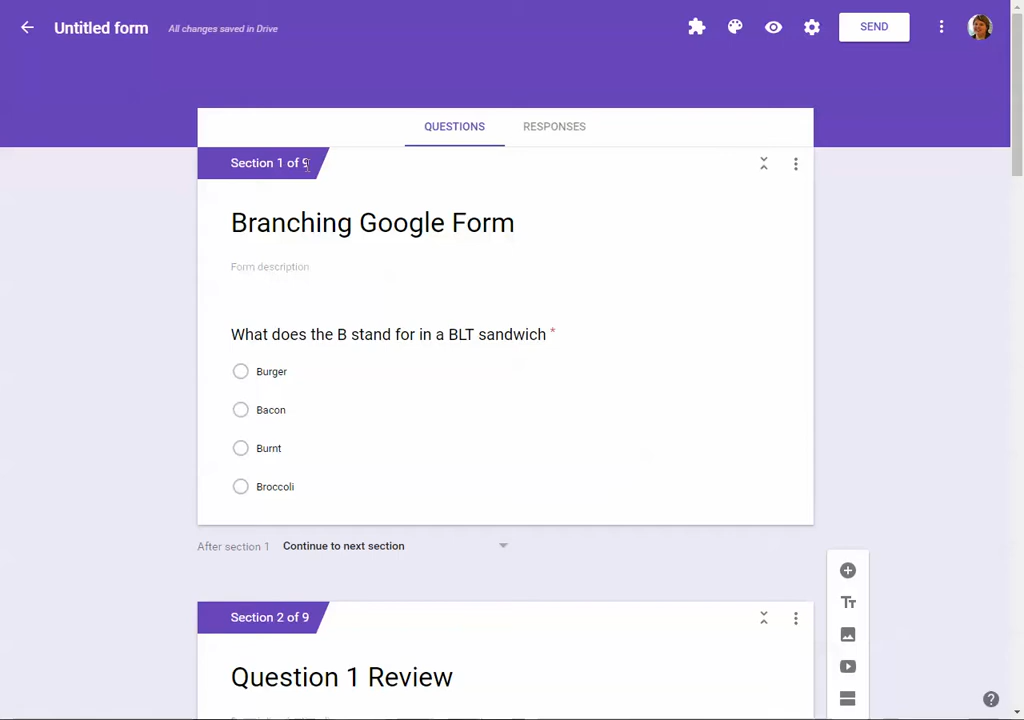 Untitled form
All changes saved in Drive
SEND
QUESTIONS
RESPONSES
Section 1 of 9
Branching Google Form
Form description
What does the B stand for in a BLT sandwich *
Burger
Bacon
Burnt
Broccoli
After section 1 Continue to next section
Section 2 of 9
Question 1 Review